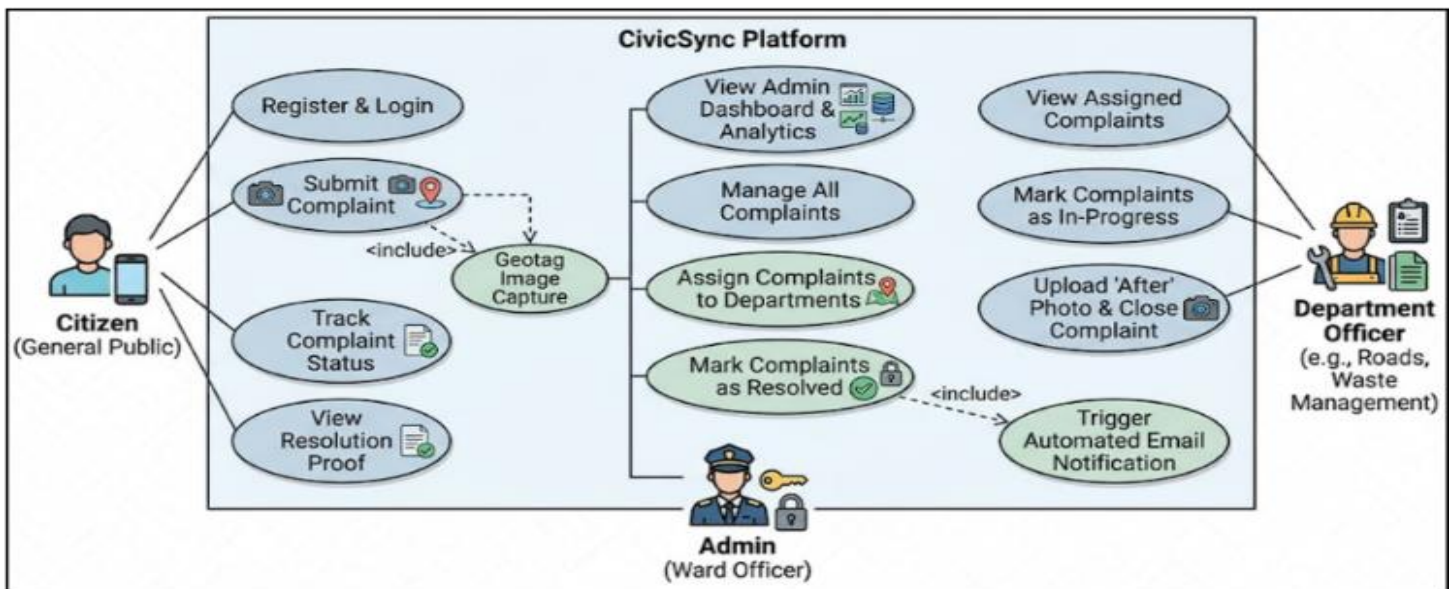 CivicSync Platform
Register & Login
Submit
Complaint
<include>
Geotag
Image
Capture
Track
Complaint
Status
View
Resolution
Proof
Citizen
(General Public)
View Admin
Dashboard &
Analytics
Manage All
Complaints
Assign Complaints
to Departments
Mark Complaints
as Resolved
<include>
Trigger
Automated Email
Notification
Admin
(Ward Officer)
View Assigned
Complaints
Mark Complaints
as In-Progress
Upload 'After'
Photo & Close
Complaint
Department
Officer
(e.g., Roads,
Waste
Management)